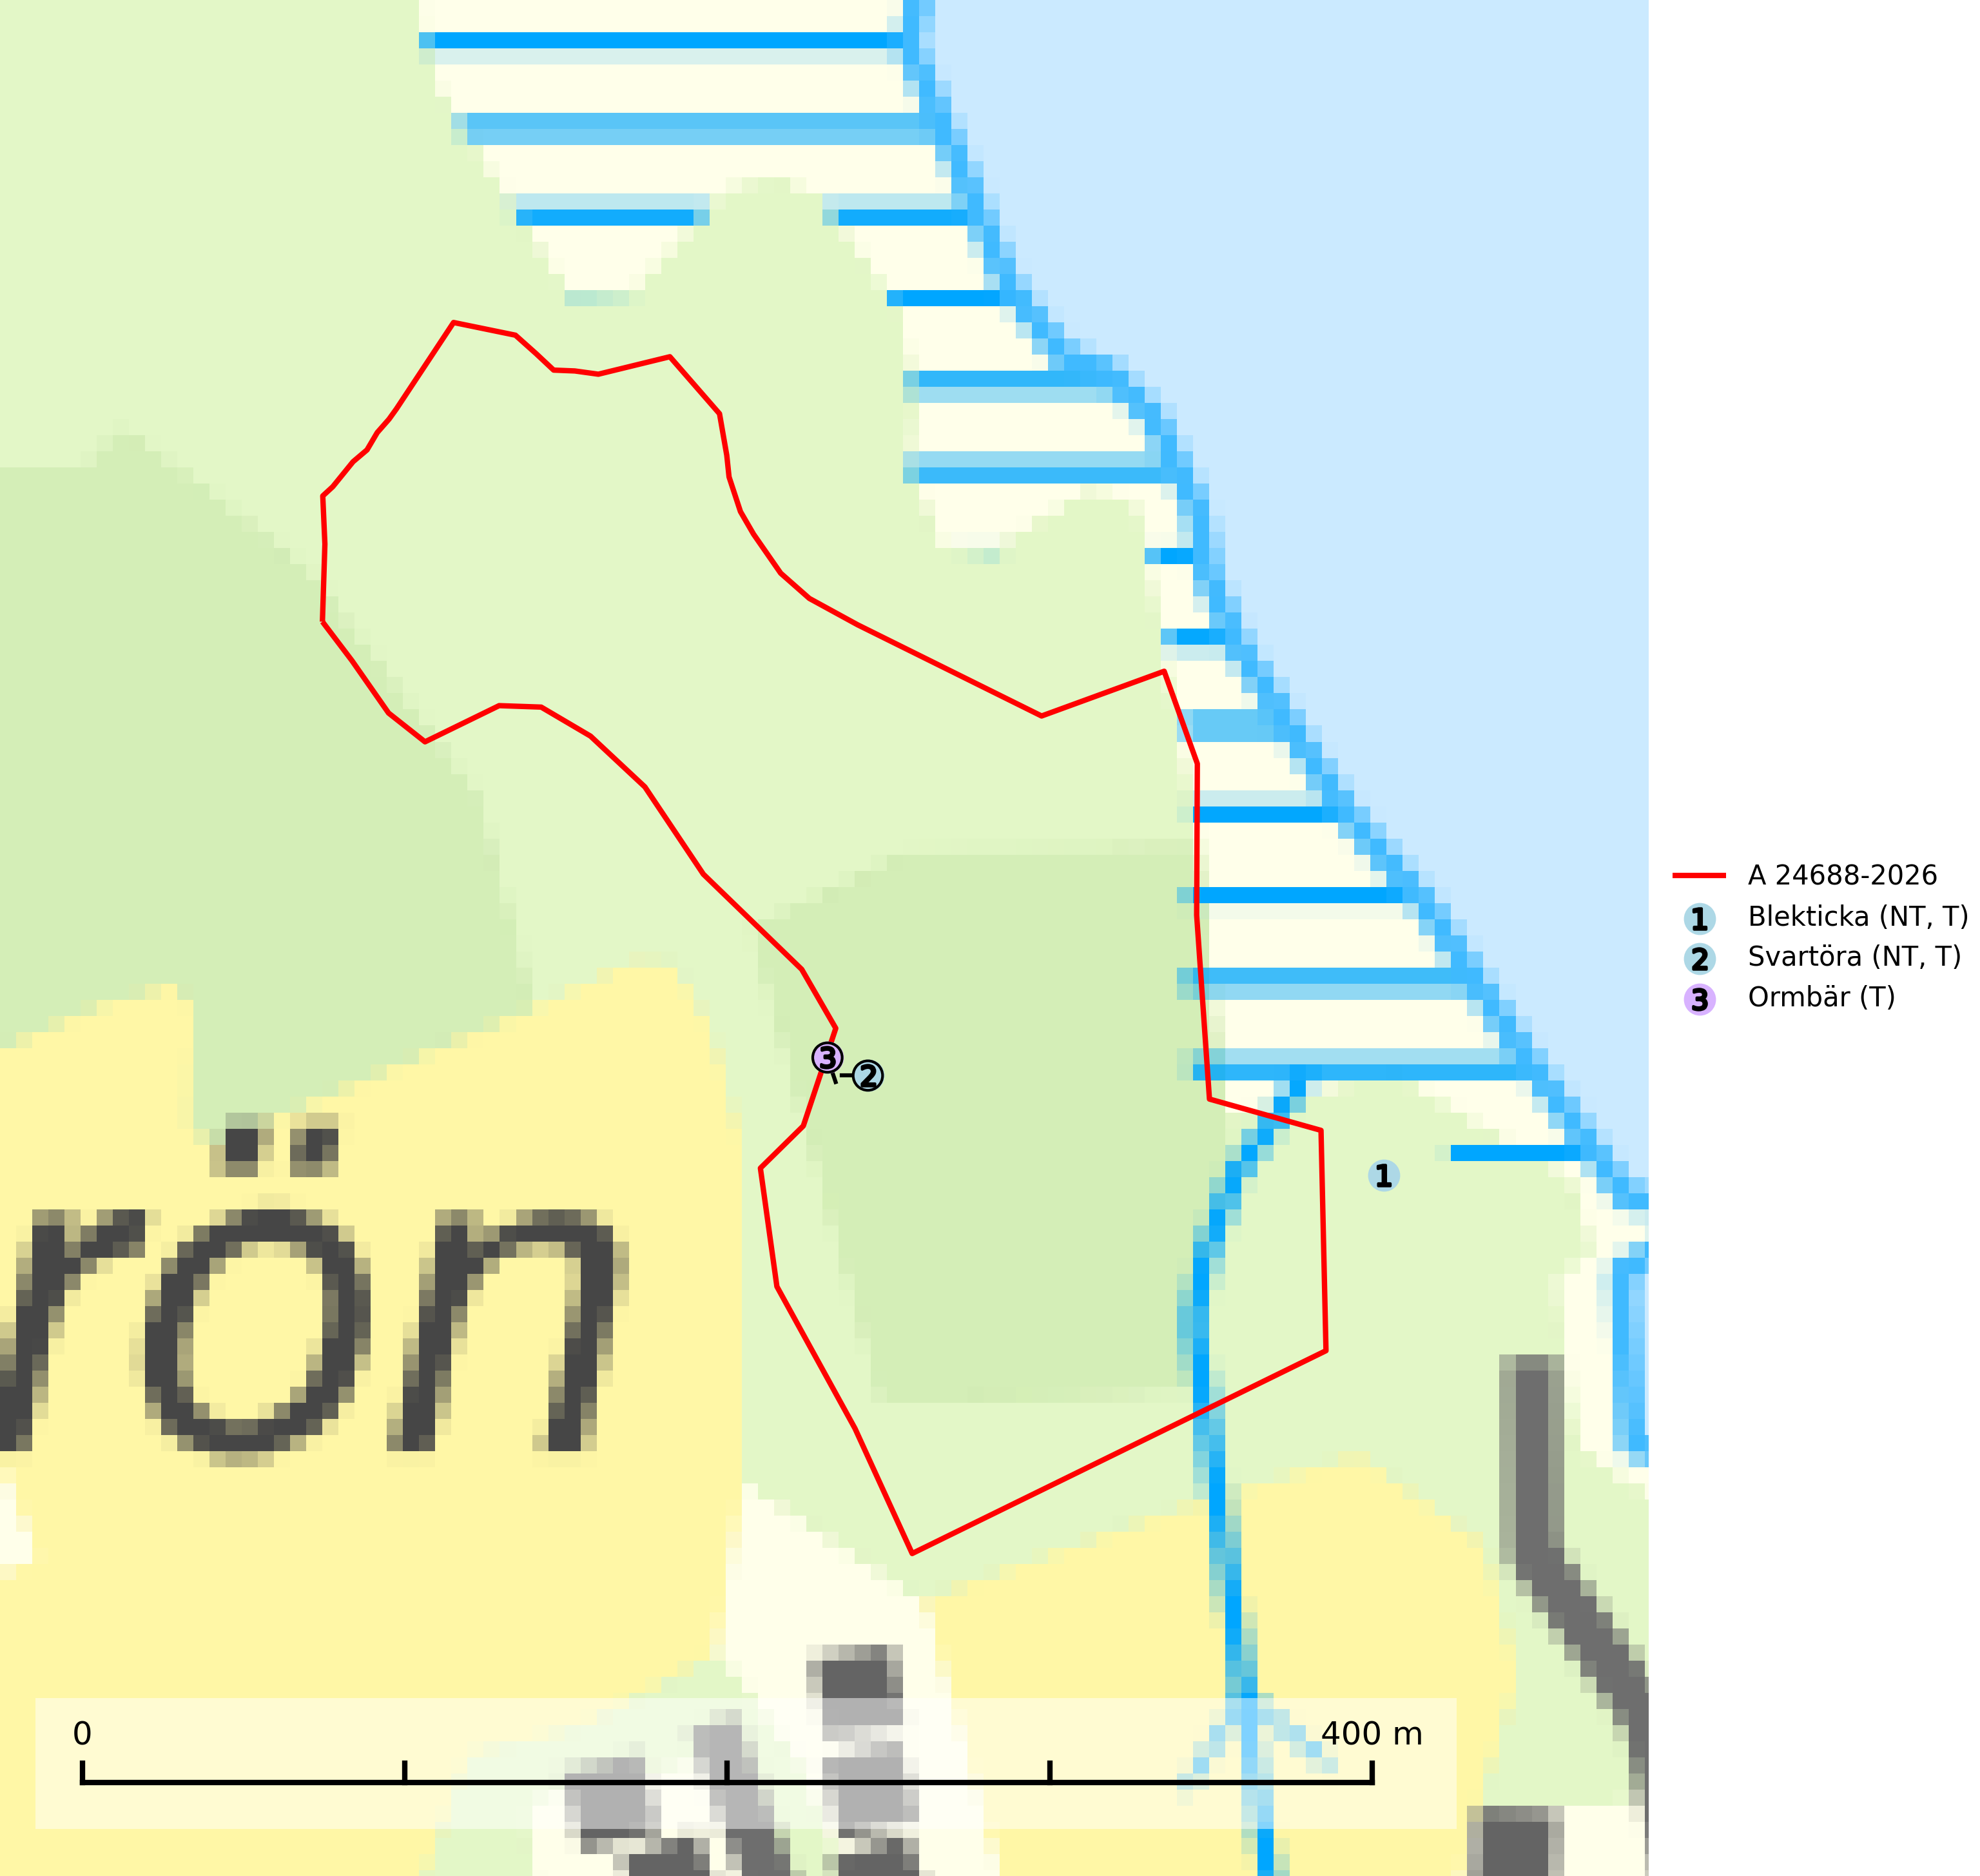 A 24688-2026
1 Blekticka (NT, T)
2 Svartöra (NT, T)
3 Ormbär (T)
3
2
1
rön
0
400 m